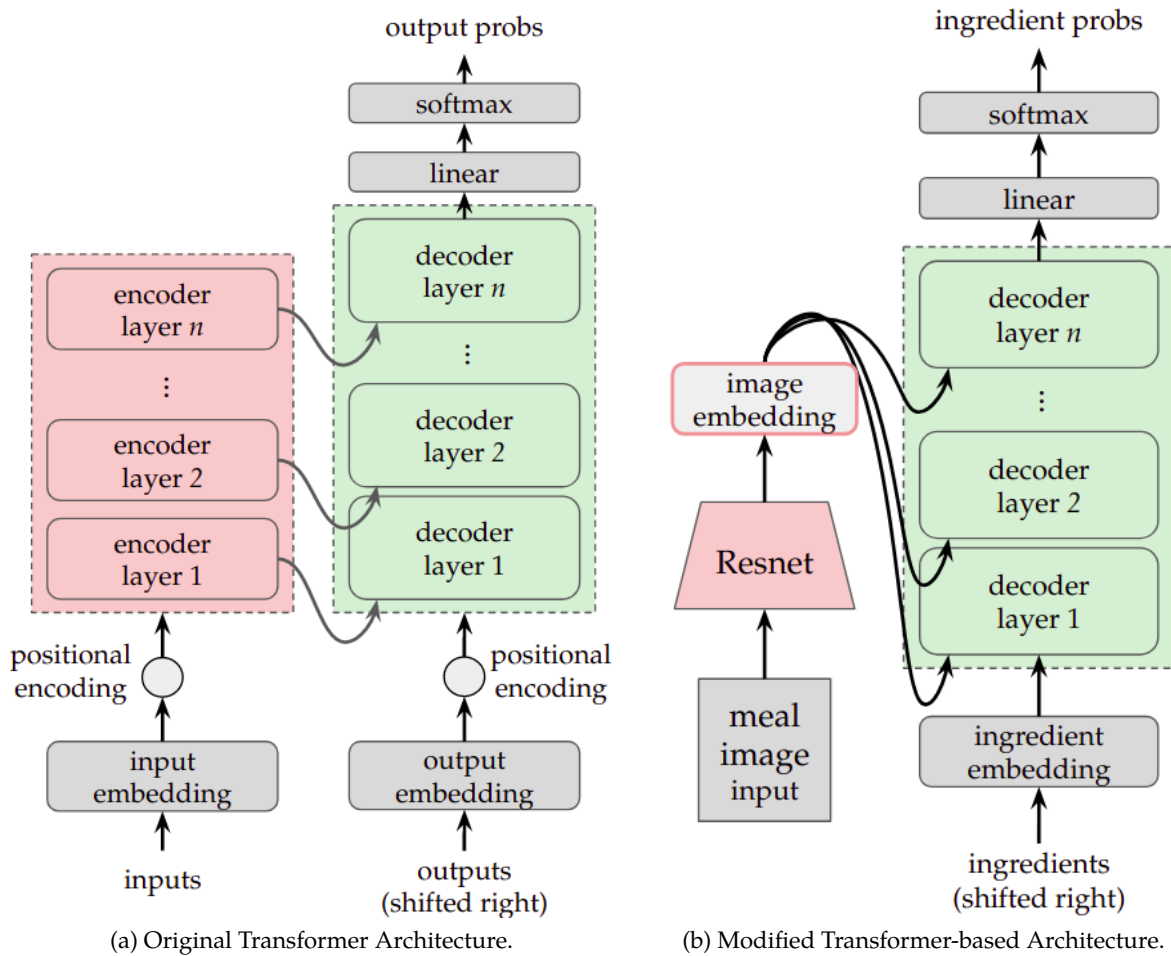 output probs
softmax
linear
decoder
layer n
⋮
decoder
layer 2
decoder
layer 1
encoder
layer n
⋮
encoder
layer 2
encoder
layer 1
positional
encoding
positional
encoding
input
embedding
output
embedding
inputs
outputs
(shifted right)
(a) Original Transformer Architecture.
ingredient probs
softmax
linear
decoder
layer n
⋮
decoder
layer 2
decoder
layer 1
image
embedding
Resnet
meal
image
input
ingredient
embedding
ingredients
(shifted right)
(b) Modified Transformer-based Architecture.